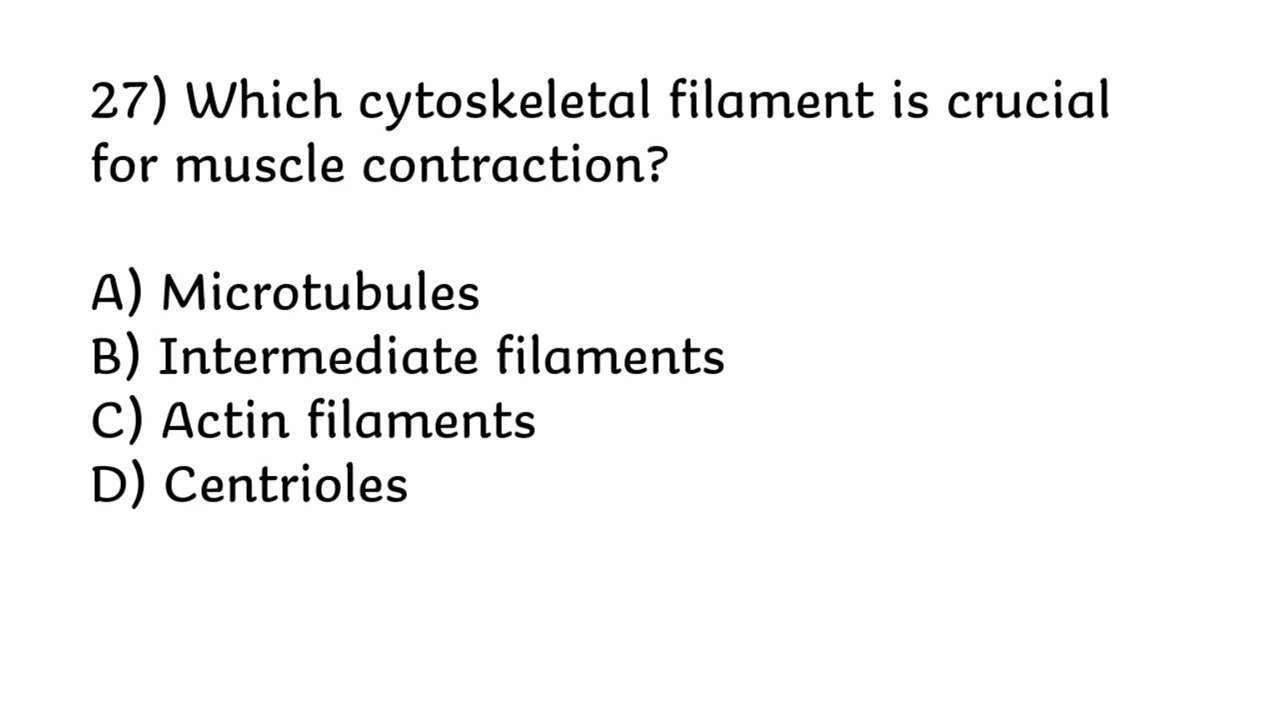 27) Which cytoskeletal filament is crucial
for muscle contraction?
A) Microtubules
B) Intermediate filaments
C) Actin filaments
D) Centrioles